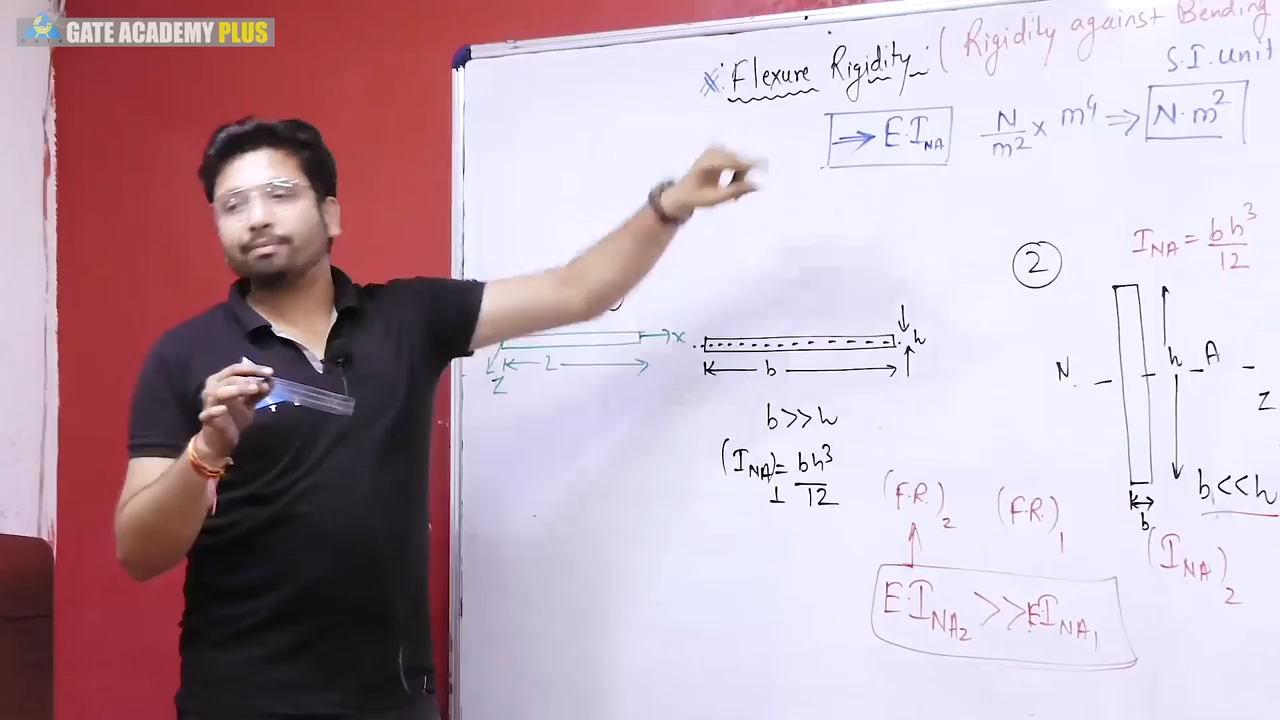 GATE ACADEMY PLUS
x: Flexure Rigidity: (Rigidity against Bending
S.I. unit
→ E·I_NA N/m² × m⁴ ⇒ N·m²
I_NA = bh³/12
2
x
L
Z
b
h
N
h
A
Z
b>>h
(I_NA)₁ = bh³/12
b<<h
b
(F.R.)₂ (F.R.)₁
(I_NA)₂
E·I_NA₂ >> EI_NA₁